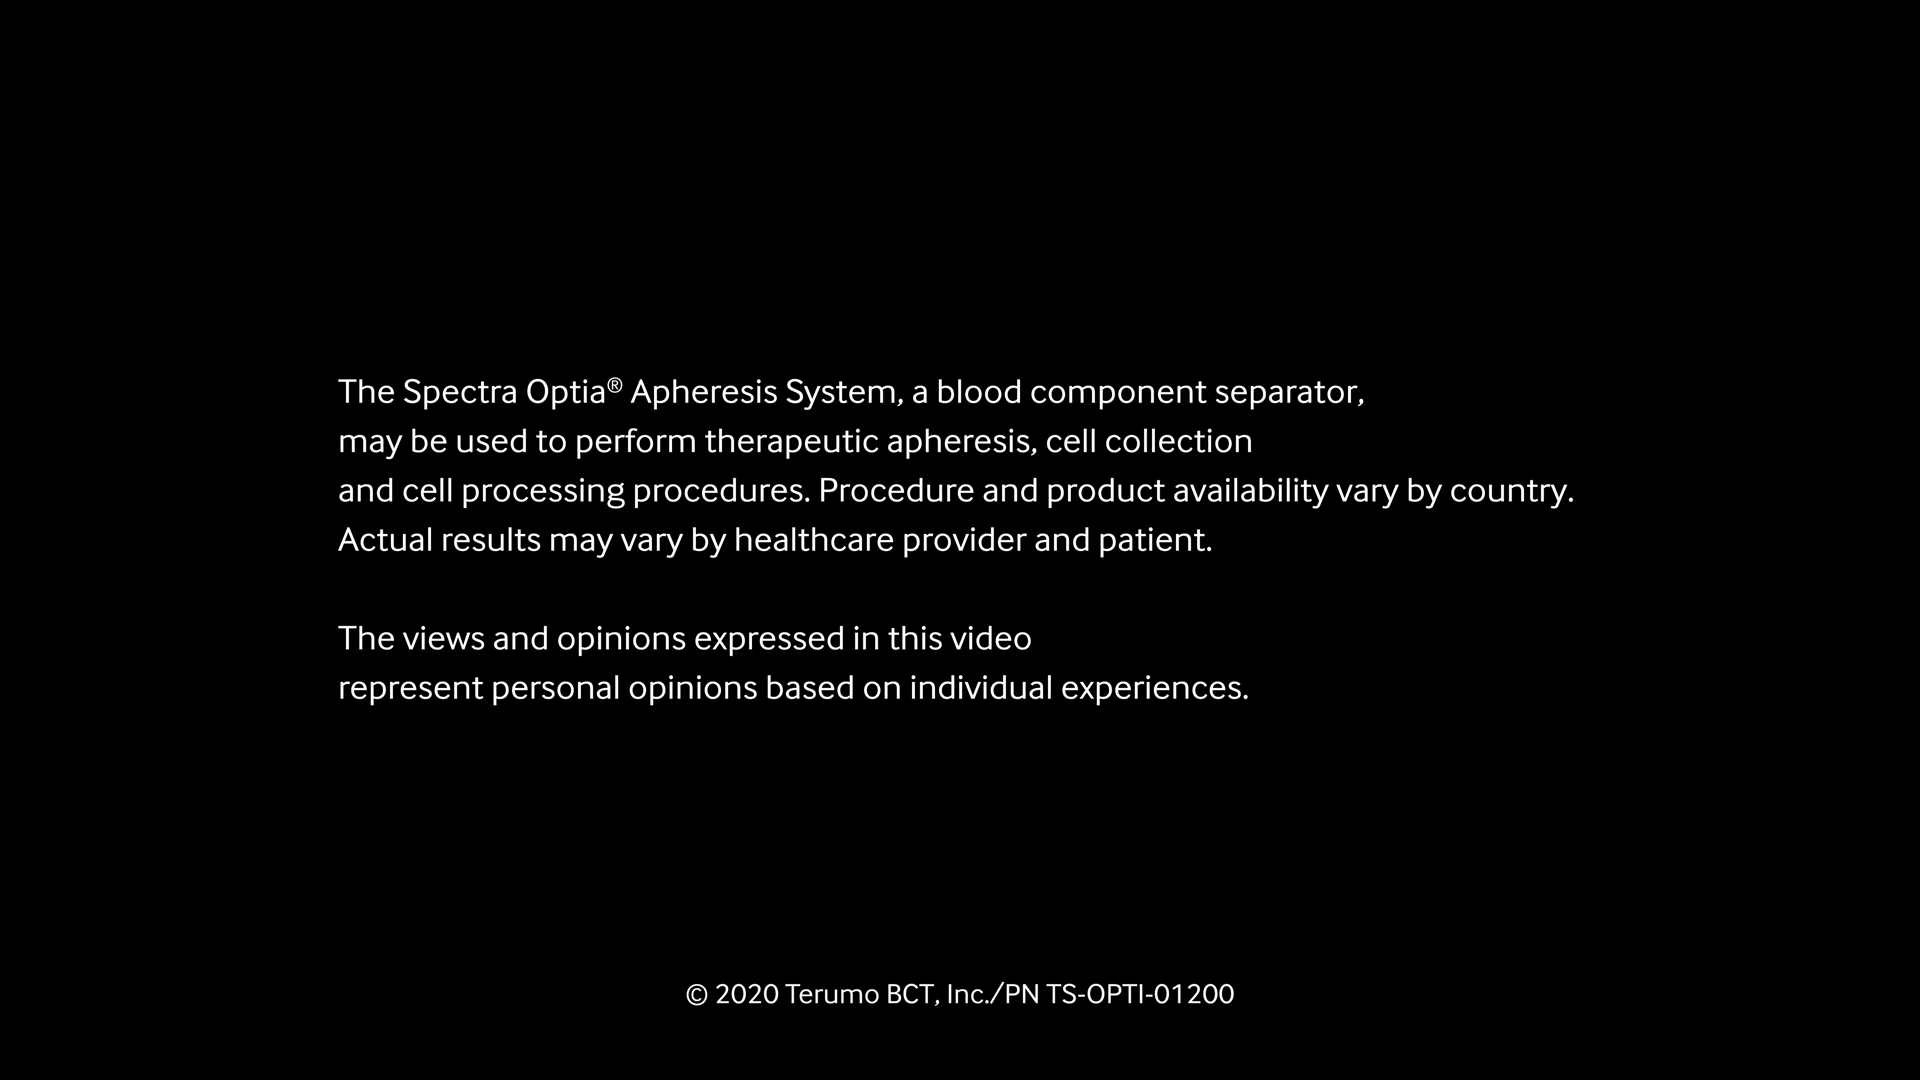 The Spectra Optia® Apheresis System, a blood component separator,
may be used to perform therapeutic apheresis, cell collection
and cell processing procedures. Procedure and product availability vary by country.
Actual results may vary by healthcare provider and patient.
The views and opinions expressed in this video
represent personal opinions based on individual experiences.
© 2020 Terumo BCT, Inc./PN TS-OPTI-01200